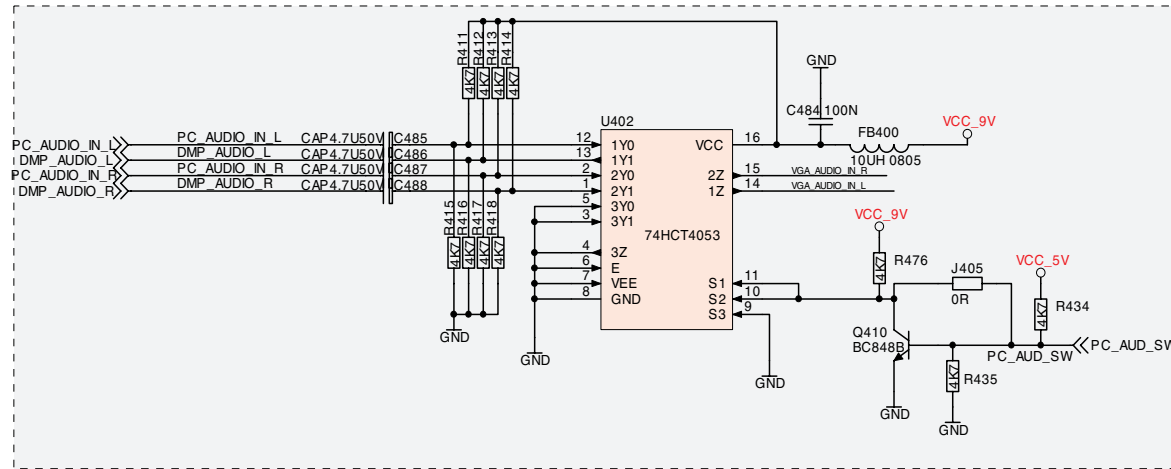 R411
4K7
R412
4K7
R413
4K7
R414
4K7
GND
C484 100N
VCC_9V
FB400
10UH 0805
U402
PC_AUDIO_IN_L PC_AUDIO_IN_L CAP4.7U50V C485 12 1Y0 VCC 16
DMP_AUDIO_L DMP_AUDIO_L CAP4.7U50V C486 13 1Y1
PC_AUDIO_IN_R PC_AUDIO_IN_R CAP4.7U50V C487 2 2Y0 2Z 15 VGA_AUDIO_IN_R
DMP_AUDIO_R DMP_AUDIO_R CAP4.7U50V C488 1 2Y1 1Z 14 VGA_AUDIO_IN_L
5 3Y0
3 3Y1
74HCT4053
4 3Z
6 E
7 VEE S1 11
8 GND S2 10
S3 9
R415
4K7
R416
4K7
R417
4K7
R418
4K7
GND
GND
GND
VCC_9V
4K7 R476
J405
0R
VCC_5V
4K7 R434
Q410
BC848B
PC_AUD_SW PC_AUD_SW
4K7 R435
GND
GND